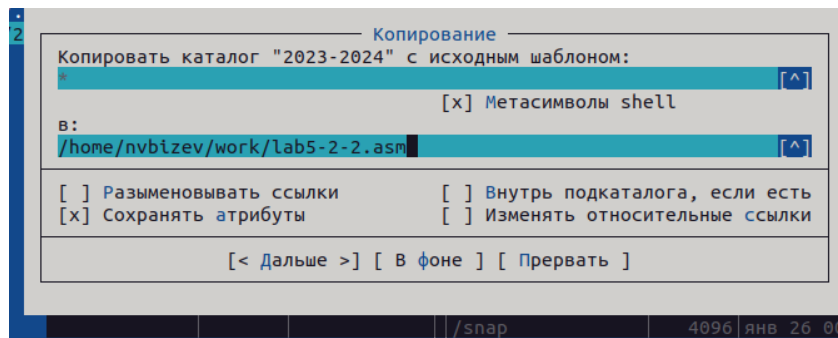 2
Копирование
Копировать каталог "2023-2024" с исходным шаблоном:
*
[^]
[x] Метасимволы shell
в:
/home/nvbizev/work/lab5-2-2.asm
[^]
[ ] Разыменовывать ссылки [ ] Внутрь подкаталога, если есть
[x] Сохранять атрибуты [ ] Изменять относительные ссылки
[< Дальше >] [ В фоне ] [ Прервать ]
/snap 4096 янв 26